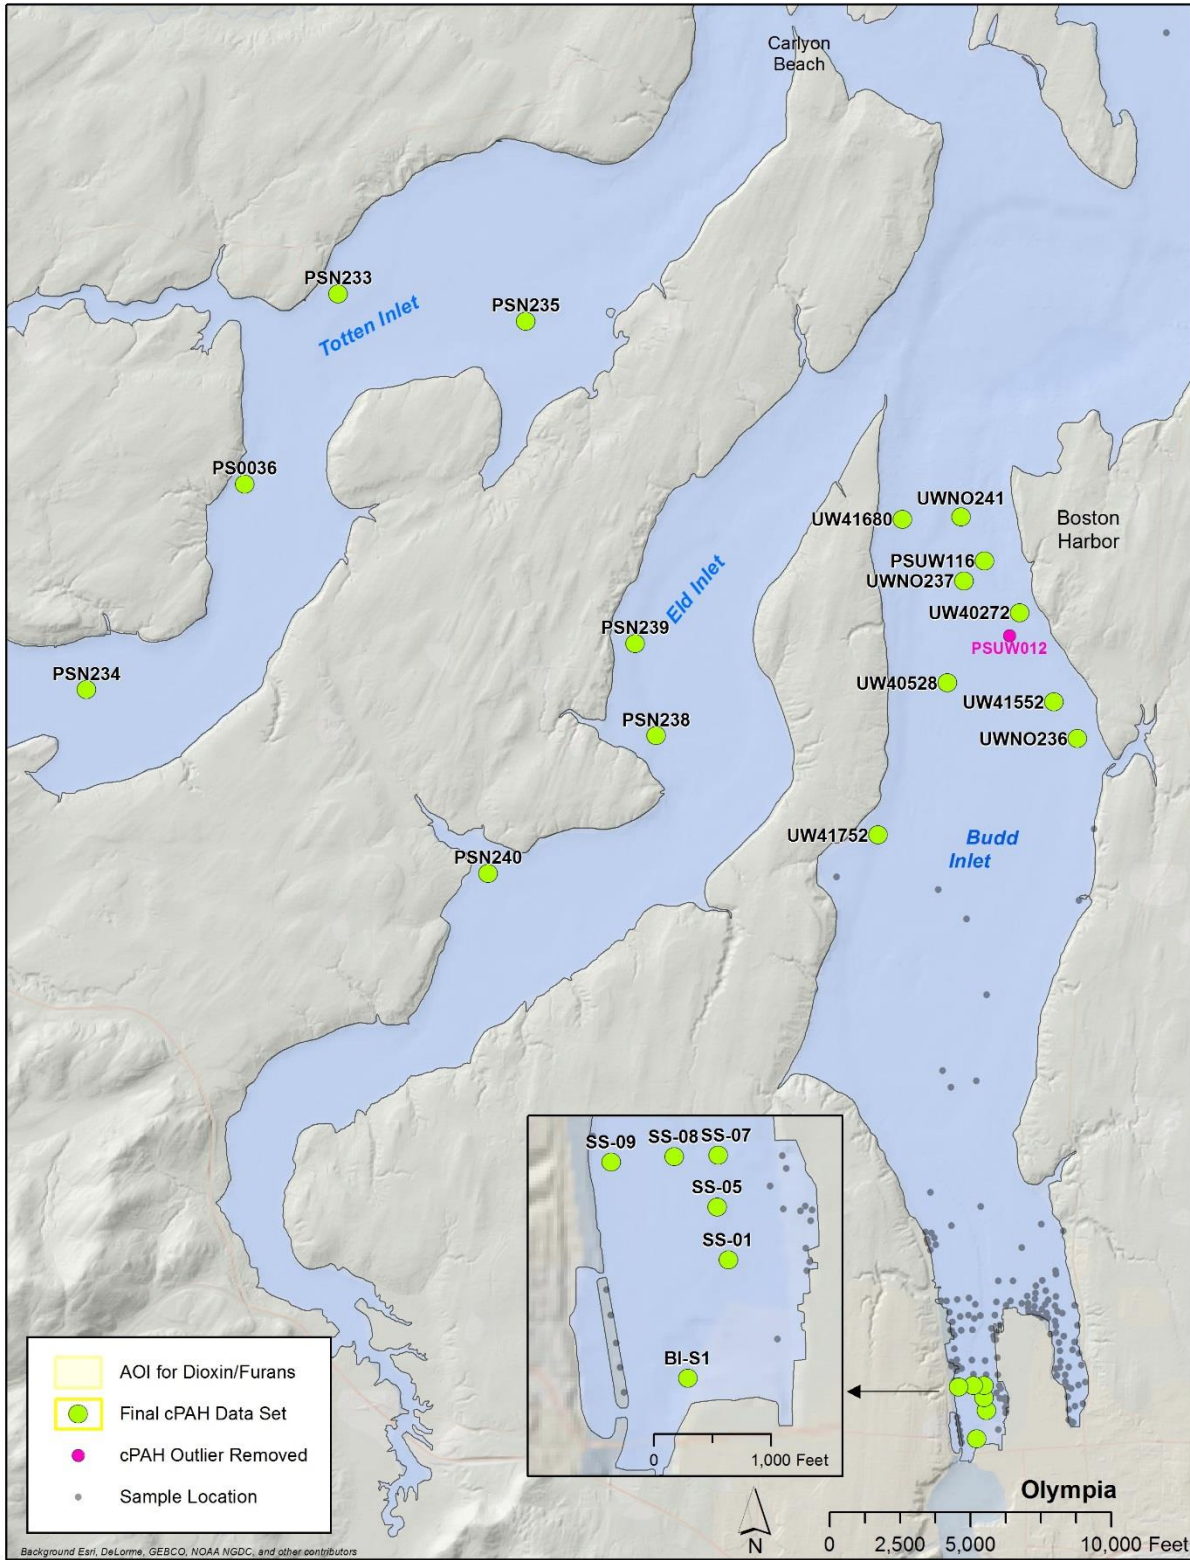 Carlyon
Beach
PSN233
PSN235
Totten Inlet
PS0036
UWNO241
UW41680
Boston
Harbor
PSUW116
UWNO237
Eld Inlet
UW40272
PSN239
PSUW012
PSN234
UW40528
UW41552
PSN238
UWNO236
UW41752
Budd
Inlet
PSN240
SS-09
SS-08
SS-07
SS-05
SS-01
BI-S1
0
1,000 Feet
AOI for Dioxin/Furans
Final cPAH Data Set
cPAH Outlier Removed
Sample Location
Olympia
N
0
2,500
5,000
10,000 Feet
Background Esri, DeLorme, GEBCO, NOAA NGDC, and other contributors